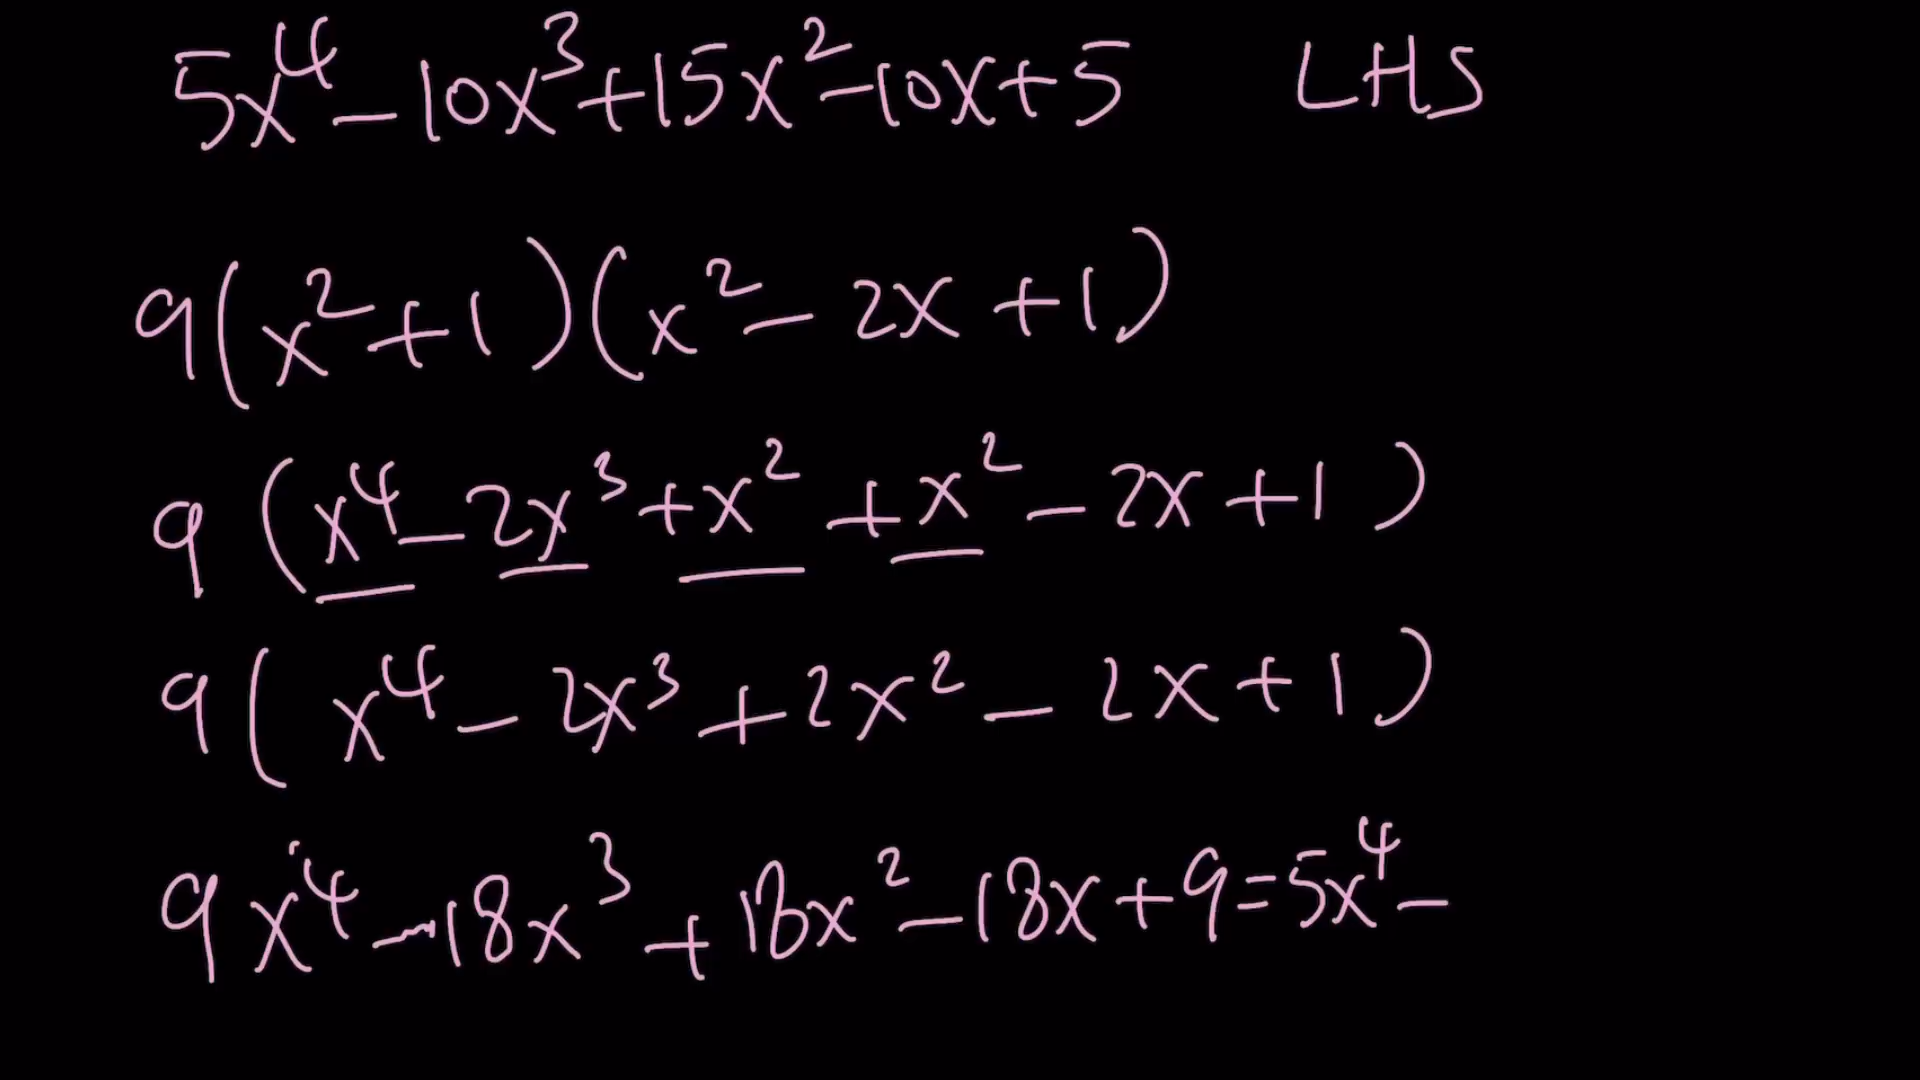 5x⁴ - 10x³ + 15x² - 10x + 5 LHS
9(x² + 1)(x² - 2x + 1)
9(x⁴ - 2x³ + x² + x² - 2x + 1)
9(x⁴ - 2x³ + 2x² - 2x + 1)
9x⁴ - 18x³ + 18x² - 18x + 9 = 5x⁴ -